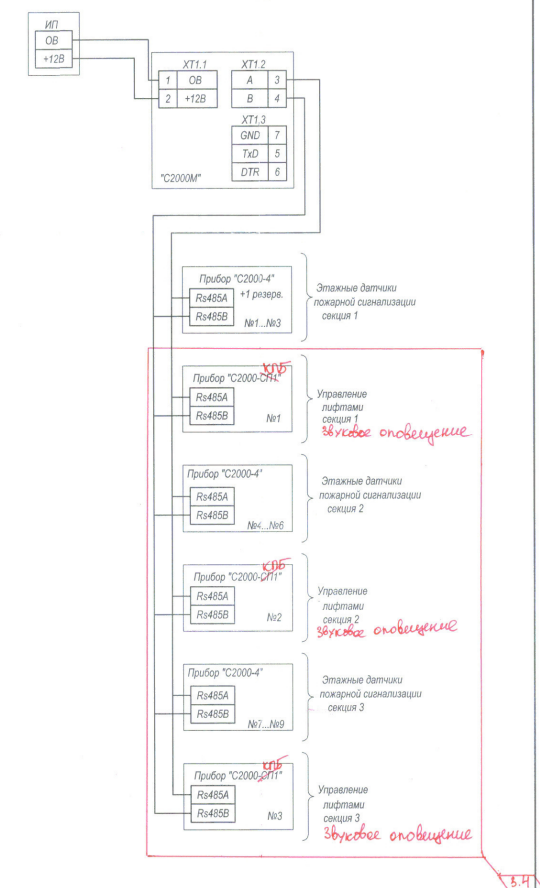 ИП
ОВ
+12В
ХТ1.1
ХТ1.2
1 ОВ
А 3
2 +12В
В 4
ХТ1.3
GND 7
TxD 5
DTR 6
"С2000М"
Прибор "С2000-4"
Rs485A +1 резерв.
Rs485B
№1...№3
Этажные датчики
пожарной сигнализации
секция 1
КПБ
Прибор "С2000-СП1"
Rs485A
Rs485B
№1
Управление
лифтами
секция 1
Звуковое оповещение
Прибор "С2000-4"
Rs485A
Rs485B
№4...№6
Этажные датчики
пожарной сигнализации
секция 2
КПБ
Прибор "С2000-СП1"
Rs485A
Rs485B
№2
Управление
лифтами
секция 2
Звуковое оповещение
Прибор "С2000-4"
Rs485A
Rs485B
№7...№9
Этажные датчики
пожарной сигнализации
секция 3
КПБ
Прибор "С2000-СП1"
Rs485A
Rs485B
№3
Управление
лифтами
секция 3
Звуковое оповещение
3.4